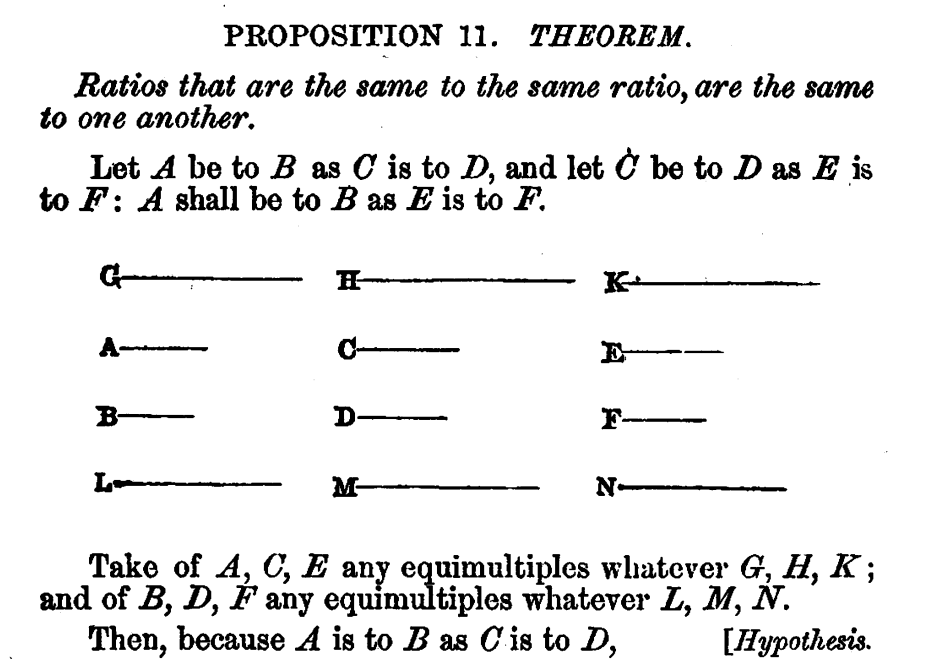 PROPOSITION 11. THEOREM.
Ratios that are the same to the same ratio, are the same
to one another.
Let A be to B as C is to D, and let C be to D as E is
to F: A shall be to B as E is to F.
G H K
A C E
B D F
L M N
Take of A, C, E any equimultiples whatever G, H, K;
and of B, D, F any equimultiples whatever L, M, N.
Then, because A is to B as C is to D, [Hypothesis.